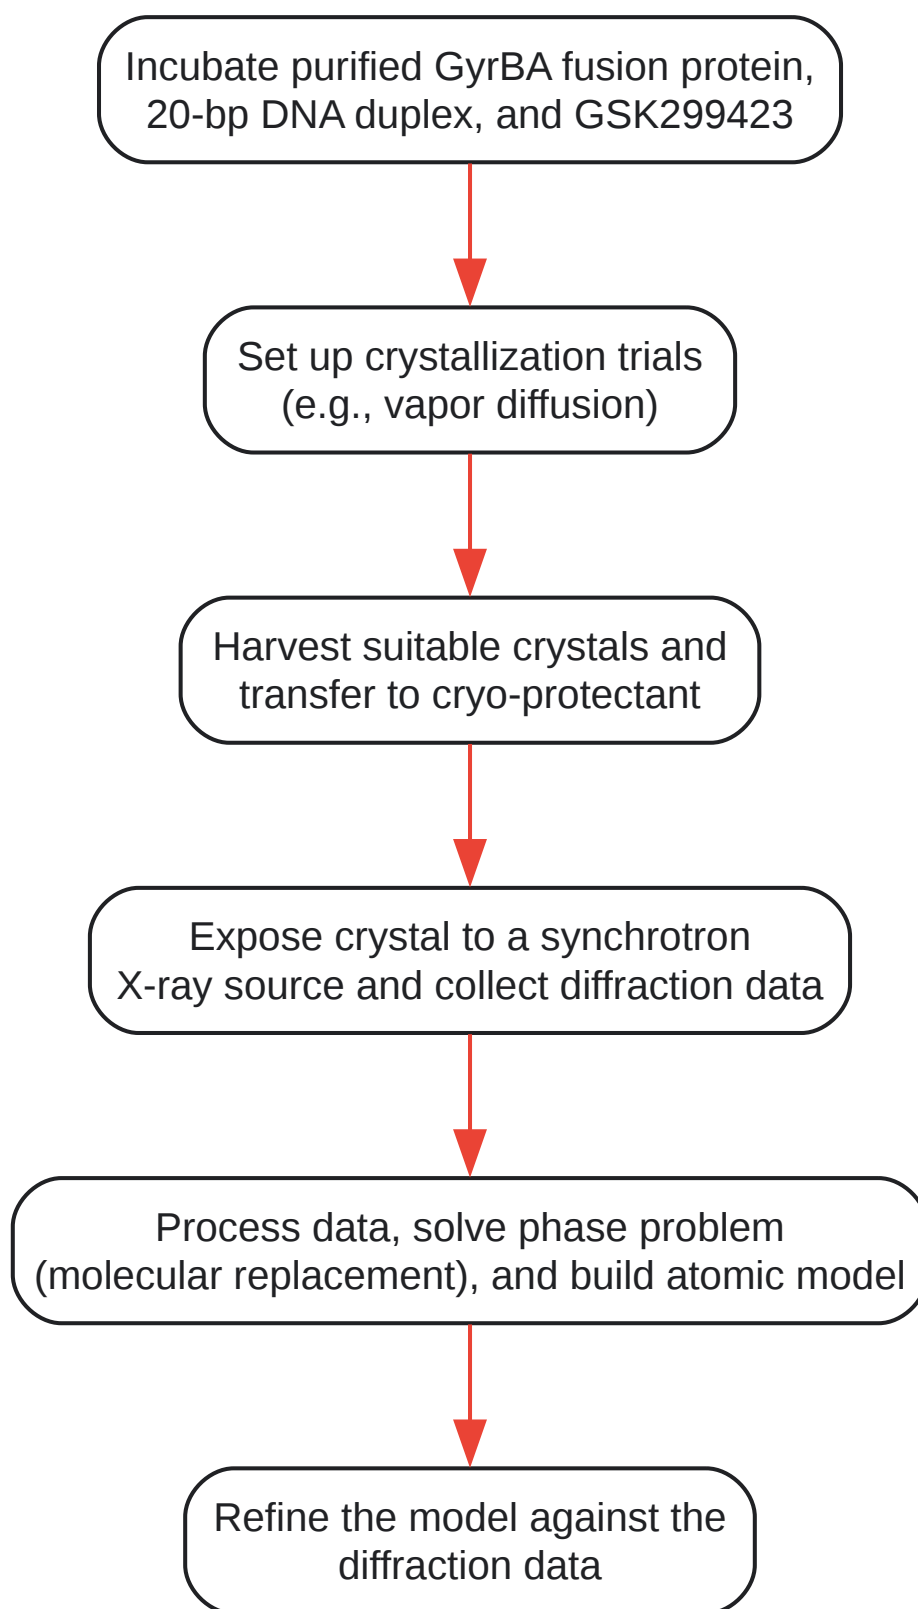 Incubate purified GyrBA fusion protein,
20-bp DNA duplex, and GSK299423
Set up crystallization trials
(e.g., vapor diffusion)
Harvest suitable crystals and
transfer to cryo-protectant
Expose crystal to a synchrotron
X-ray source and collect diffraction data
Process data, solve phase problem
(molecular replacement), and build atomic model
Refine the model against the
diffraction data